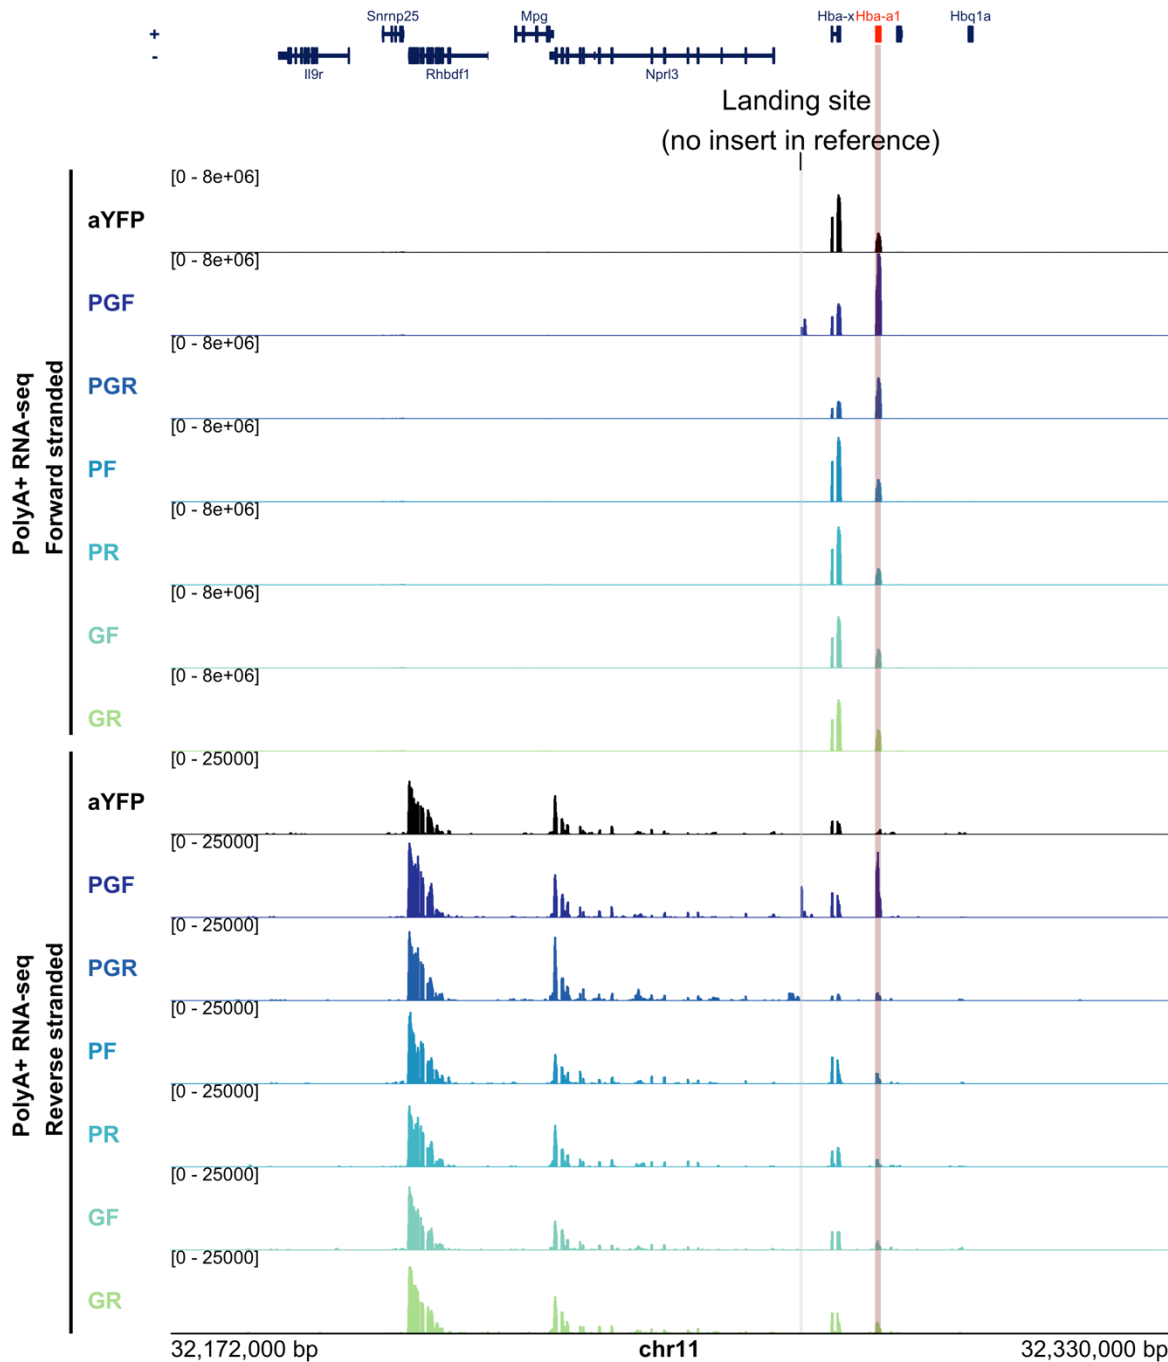 Snrnp25 Mpg Hba-x Hba-a1 Hbq1a
+
-
Il9r Rhbdf1 Nprl3
Landing site
(no insert in reference)
PolyA+ RNA-seq
Forward stranded
[0 - 8e+06]
aYFP
[0 - 8e+06]
PGF
[0 - 8e+06]
PGR
[0 - 8e+06]
PF
[0 - 8e+06]
PR
[0 - 8e+06]
GF
[0 - 8e+06]
GR
PolyA+ RNA-seq
Reverse stranded
[0 - 25000]
aYFP
[0 - 25000]
PGF
[0 - 25000]
PGR
[0 - 25000]
PF
[0 - 25000]
PR
[0 - 25000]
GF
[0 - 25000]
GR
32,172,000 bp chr11 32,330,000 bp